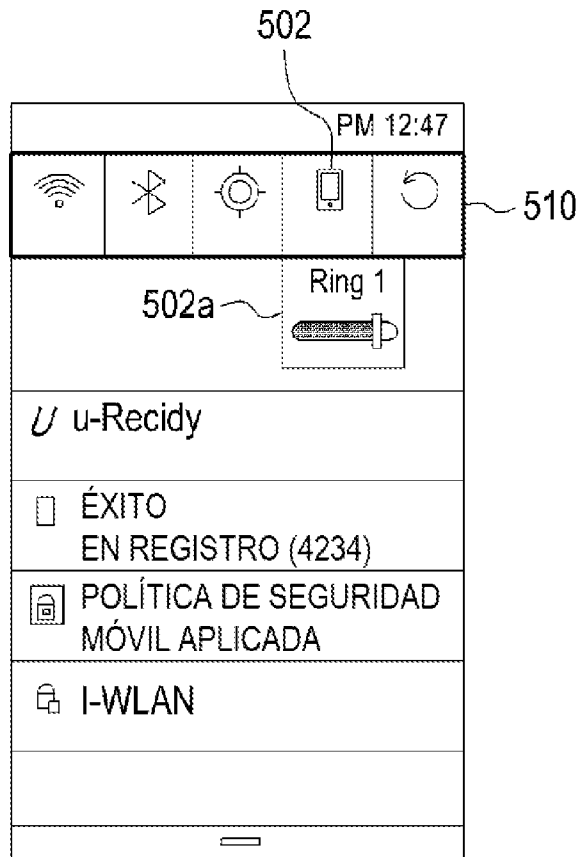 502
PM 12:47
510
Ring 1
502a
u-Recidy
ÉXITO
EN REGISTRO (4234)
POLÍTICA DE SEGURIDAD
MÓVIL APLICADA
I-WLAN